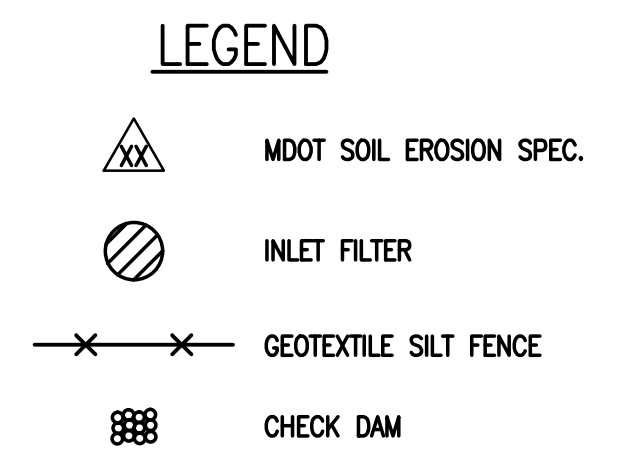 LEGEND
XX MDOT SOIL EROSION SPEC.
INLET FILTER
GEOTEXTILE SILT FENCE
CHECK DAM